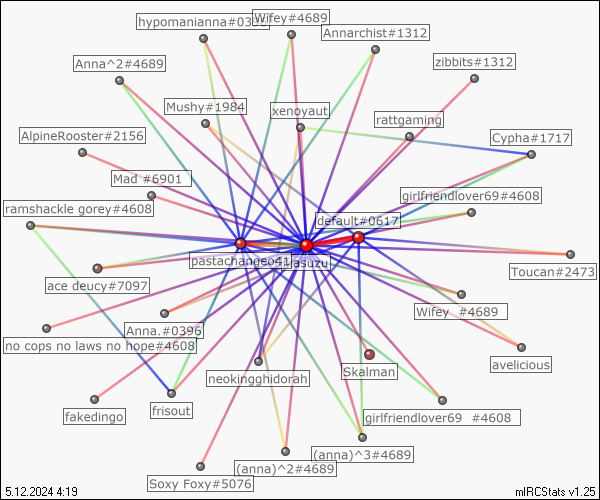 hypomanianna#0396
Wifey#4689
Annarchist#1312
Anna^2#4689
zibbits#1312
Mushy#1984
xenoyaut
rattgaming
AlpineRooster#2156
Cypha#1717
Mad #6901
girlfriendlover69#4608
ramshackle gorey#4608
default#0617
pastachangeo41
asuzu
Toucan#2473
ace deucy#7097
Anna.#0396
Wifey #4689
no cops no laws no hope#4608
avelicious
neokingghidorah
Skalman
fakedingo
frisout
girlfriendlover69 #4608
(anna)^3#4689
(anna)^2#4689
Soxy Foxy#5076
5.12.2024 4:19
mIRCStats v1.25